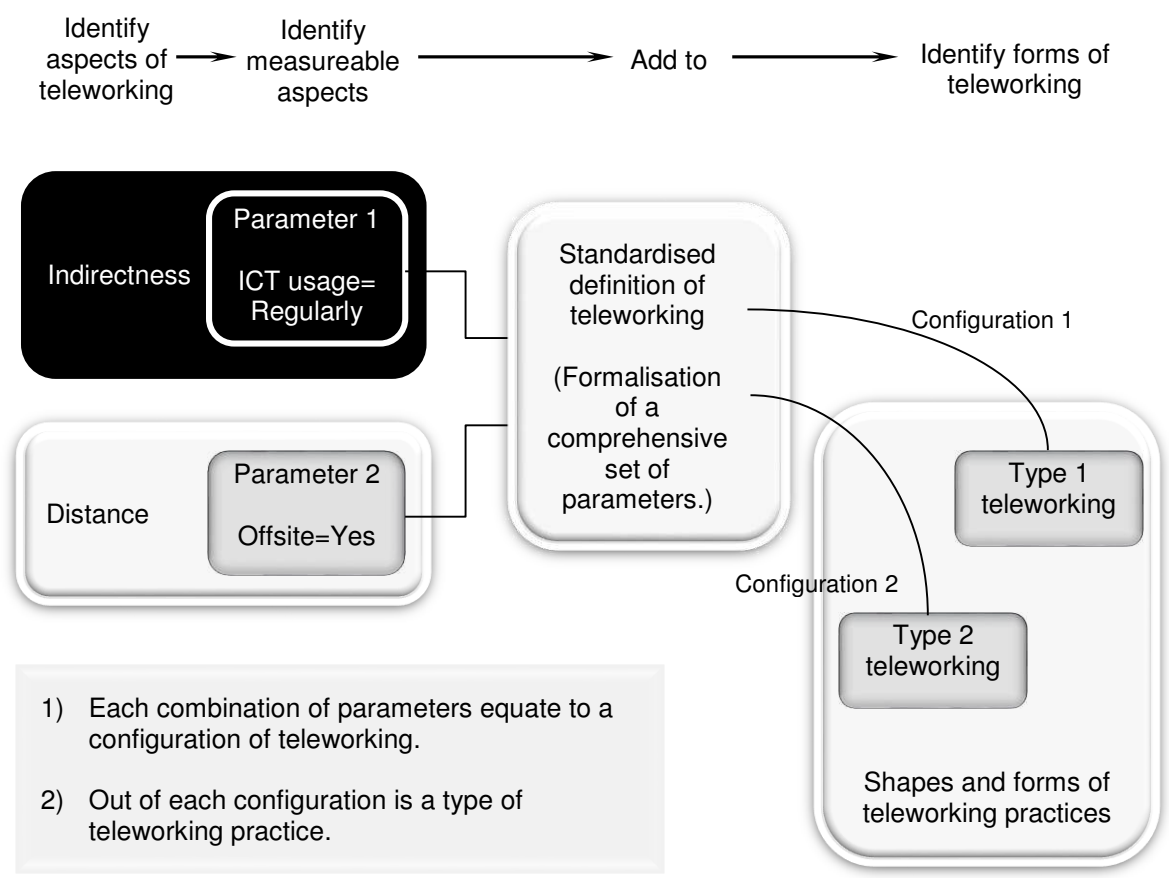 Identify
aspects of
teleworking
Identify
measureable
aspects
Add to
Identify forms of
teleworking
Indirectness
Parameter 1
ICT usage=
Regularly
Distance
Parameter 2
Offsite=Yes
Standardised
definition of
teleworking
(Formalisation
of a
comprehensive
set of
parameters.)
Configuration 1
Configuration 2
Type 1
teleworking
Type 2
teleworking
Shapes and forms of
teleworking practices
1) Each combination of parameters equate to a
configuration of teleworking.
2) Out of each configuration is a type of
teleworking practice.